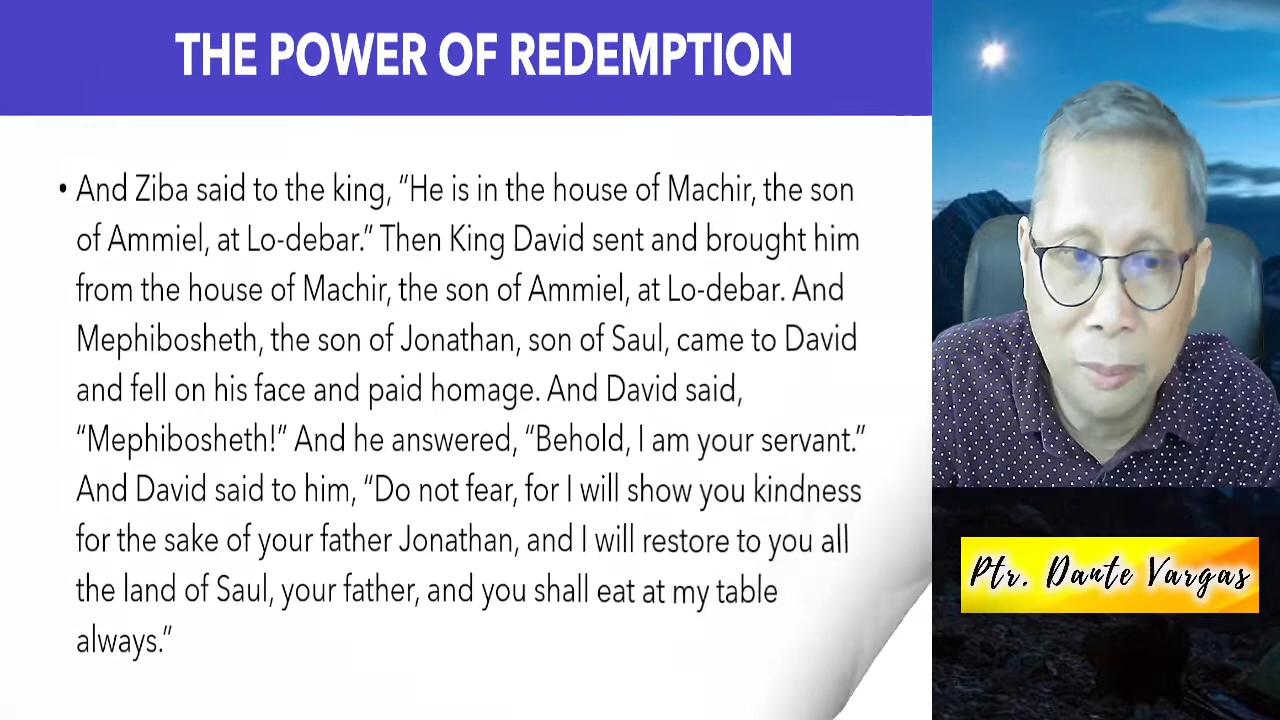 THE POWER OF REDEMPTION
• And Ziba said to the king, “He is in the house of Machir, the son
of Ammiel, at Lo-debar.” Then King David sent and brought him
from the house of Machir, the son of Ammiel, at Lo-debar. And
Mephibosheth, the son of Jonathan, son of Saul, came to David
and fell on his face and paid homage. And David said,
“Mephibosheth!” And he answered, “Behold, I am your servant.”
And David said to him, “Do not fear, for I will show you kindness
for the sake of your father Jonathan, and I will restore to you all
the land of Saul, your father, and you shall eat at my table
always.”
Ptr. Dante Vargas